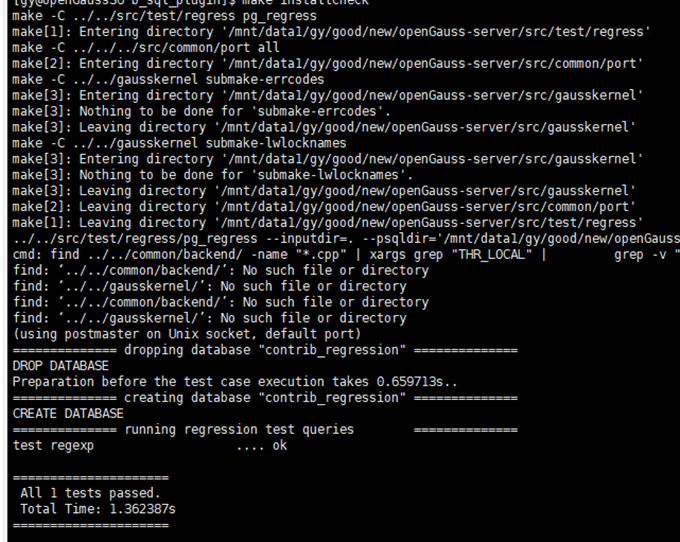 [gy@openGauss36 b_sql_plugin]$ make installcheck
make -C ../../src/test/regress pg_regress
make[1]: Entering directory '/mnt/data1/gy/good/new/openGauss-server/src/test/regress'
make -C ../../../src/common/port all
make[2]: Entering directory '/mnt/data1/gy/good/new/openGauss-server/src/common/port'
make -C ../../gausskernel submake-errcodes
make[3]: Entering directory '/mnt/data1/gy/good/new/openGauss-server/src/gausskernel'
make[3]: Nothing to be done for 'submake-errcodes'.
make[3]: Leaving directory '/mnt/data1/gy/good/new/openGauss-server/src/gausskernel'
make -C ../../gausskernel submake-lwlocknames
make[3]: Entering directory '/mnt/data1/gy/good/new/openGauss-server/src/gausskernel'
make[3]: Nothing to be done for 'submake-lwlocknames'.
make[3]: Leaving directory '/mnt/data1/gy/good/new/openGauss-server/src/gausskernel'
make[2]: Leaving directory '/mnt/data1/gy/good/new/openGauss-server/src/common/port'
make[1]: Leaving directory '/mnt/data1/gy/good/new/openGauss-server/src/test/regress'
../../src/test/regress/pg_regress --inputdir=. --psqldir='/mnt/data1/gy/good/new/openGauss
cmd: find ../../common/backend/ -name "*.cpp" | xargs grep "THR_LOCAL" | grep -v "
find: ‘../../common/backend/’: No such file or directory
find: ‘../../gausskernel/’: No such file or directory
find: ‘../../common/backend/’: No such file or directory
find: ‘../../gausskernel/’: No such file or directory
(using postmaster on Unix socket, default port)
============== dropping database "contrib_regression" ==============
DROP DATABASE
Preparation before the test case execution takes 0.659713s..
============== creating database "contrib_regression" ==============
CREATE DATABASE
============== running regression test queries ==============
test regexp .... ok
=====================
All 1 tests passed.
Total Time: 1.362387s
=====================